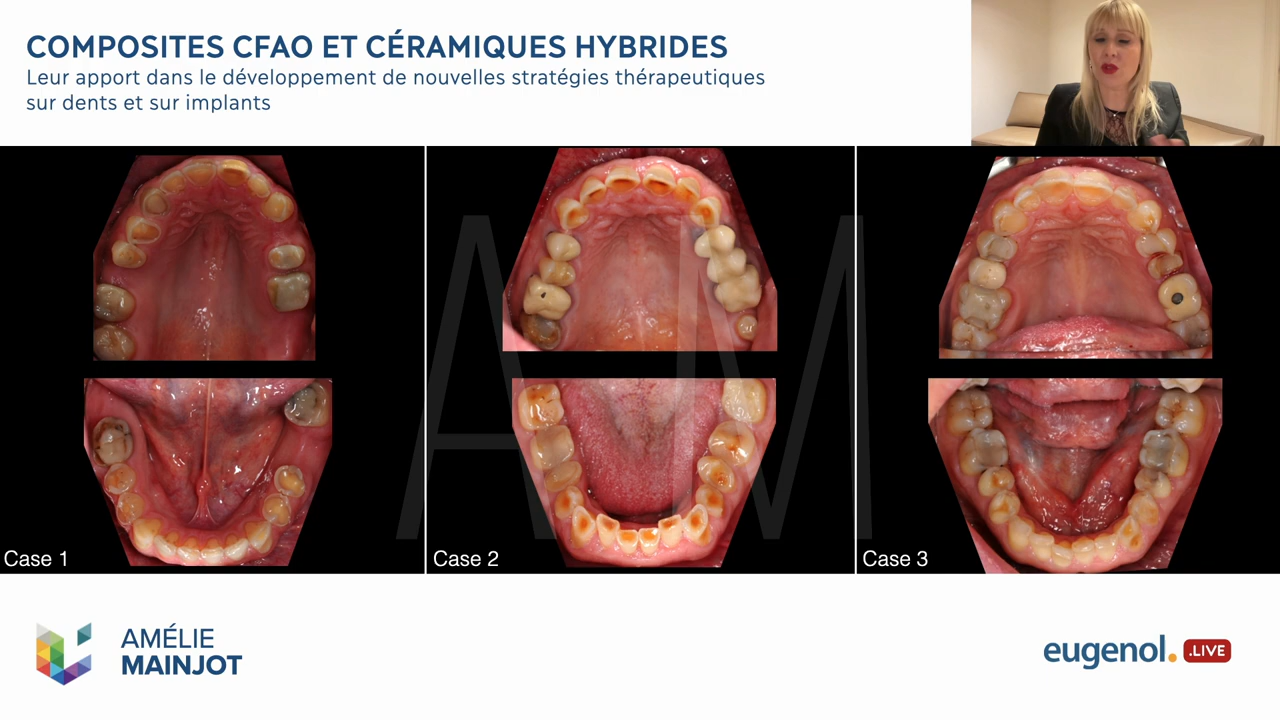 COMPOSITES CFAO ET CÉRAMIQUES HYBRIDES
Leur apport dans le développement de nouvelles stratégies thérapeutiques
sur dents et sur implants
AM
Case 1
Case 2
Case 3
AMÉLIE
MAINJOT
eugenol.
.LIVE